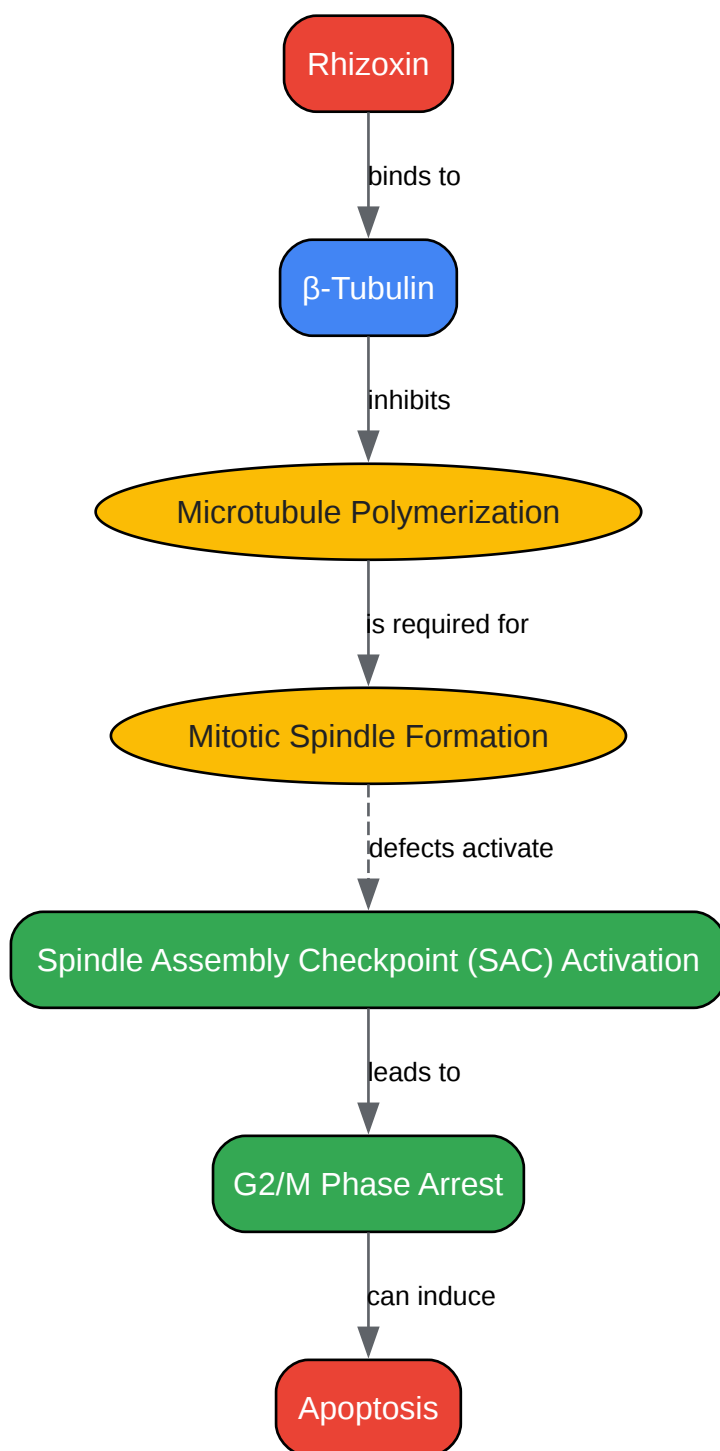 Rhizoxin
binds to
β-Tubulin
inhibits
Microtubule Polymerization
is required for
Mitotic Spindle Formation
defects activate
Spindle Assembly Checkpoint (SAC) Activation
leads to
G2/M Phase Arrest
can induce
Apoptosis